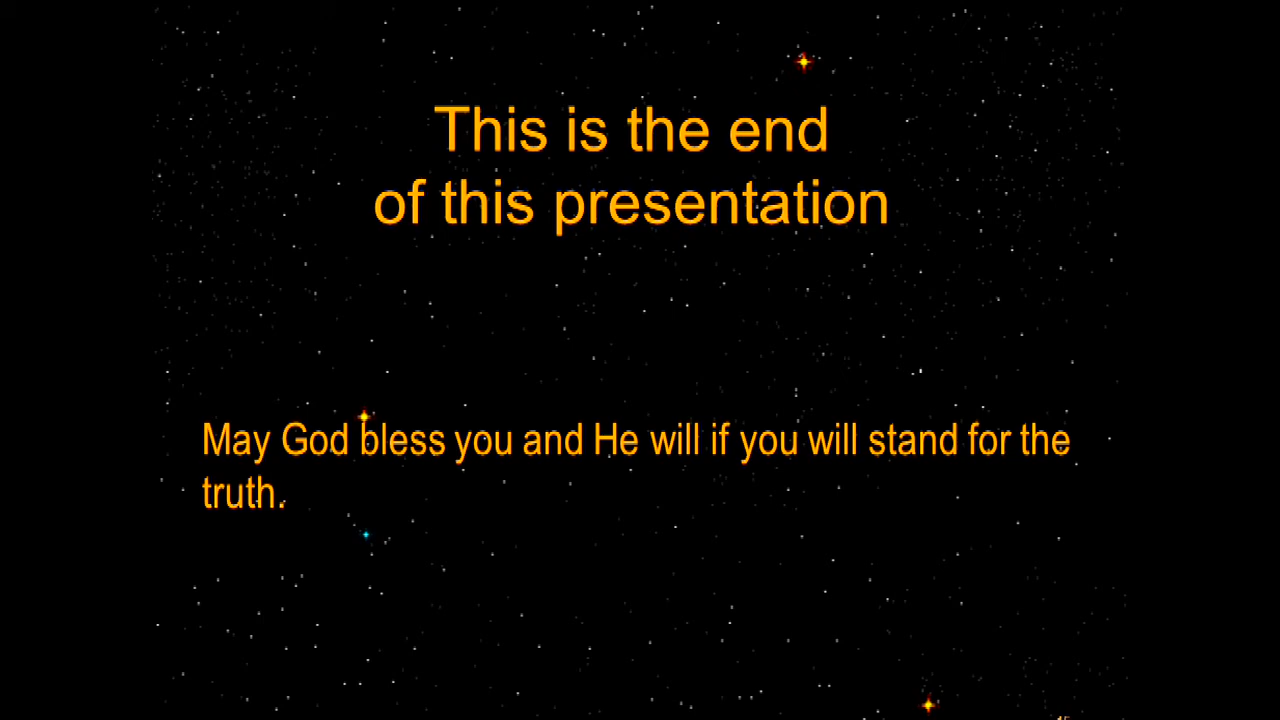 This is the end
of this presentation
May God bless you and He will if you will stand for the
truth.